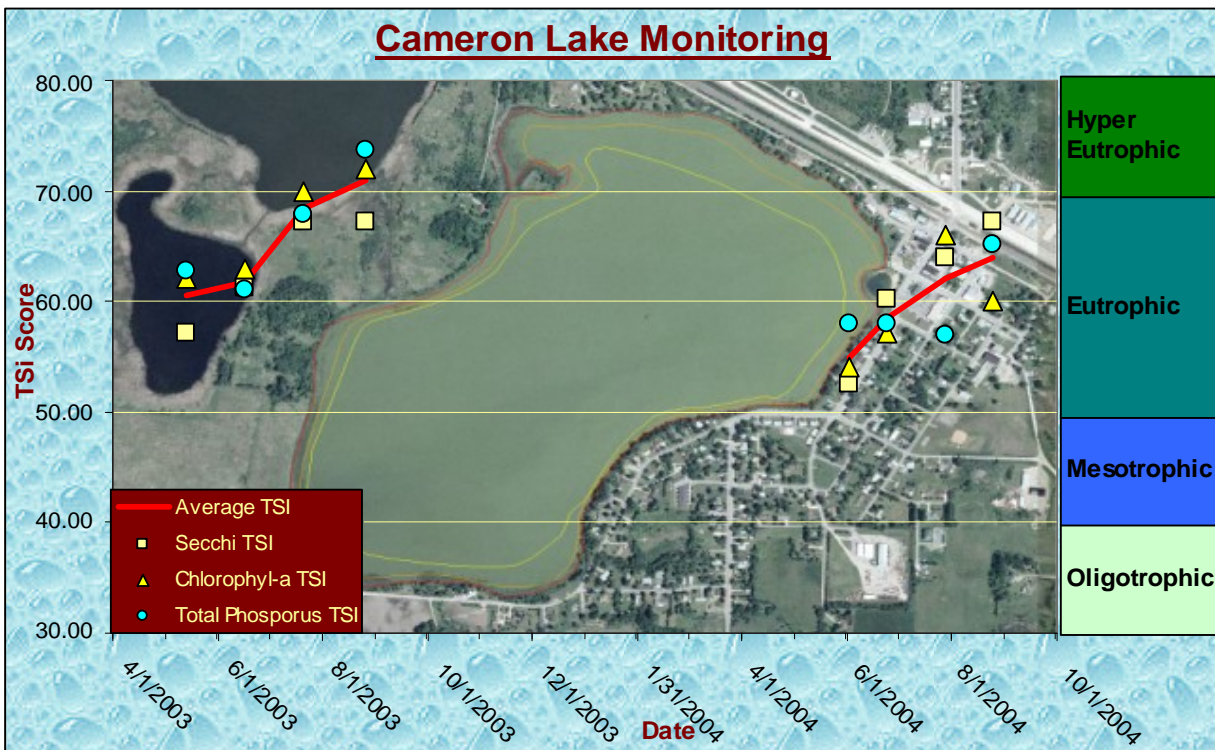 Cameron Lake Monitoring
80.00
70.00
60.00
50.00
40.00
30.00
TSi Score
Average TSI
Secchi TSI
Chlorophyl-a TSI
Total Phosporus TSI
4/1/2003
6/1/2003
8/1/2003
10/1/2003
12/1/2003
1/31/2004
4/1/2004
6/1/2004
8/1/2004
10/1/2004
Date
Hyper
Eutrophic
Eutrophic
Mesotrophic
Oligotrophic